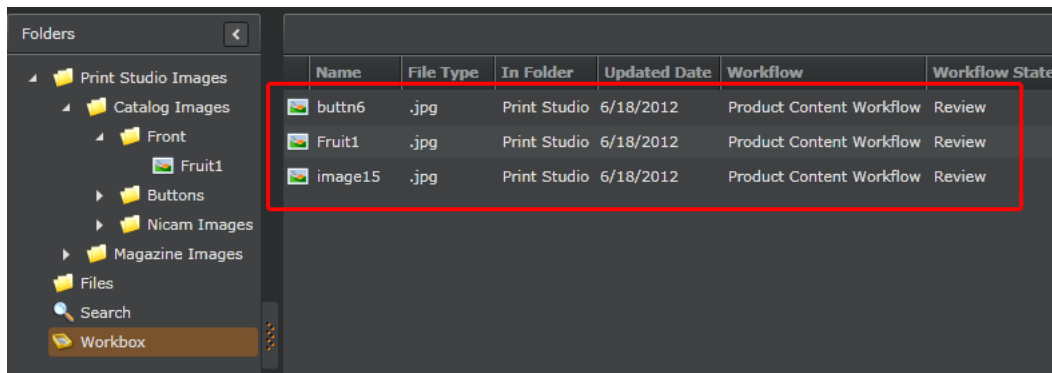 Folders
Print Studio Images
Catalog Images
Front
Fruit1
Buttons
Nicam Images
Magazine Images
Files
Search
Workbox
Name File Type In Folder Updated Date Workflow Workflow State
buttn6 .jpg Print Studio 6/18/2012 Product Content Workflow Review
Fruit1 .jpg Print Studio 6/18/2012 Product Content Workflow Review
image15 .jpg Print Studio 6/18/2012 Product Content Workflow Review